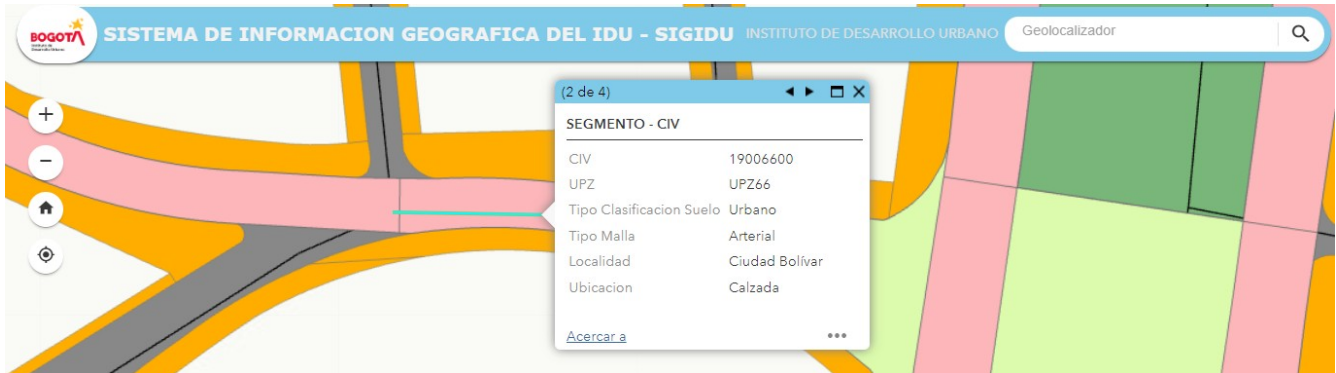 BOGOTÁ
SISTEMA DE INFORMACION GEOGRAFICA DEL IDU - SIGIDU INSTITUTO DE DESARROLLO URBANO
Geolocalizador
(2 de 4)
SEGMENTO - CIV
CIV 19006600
UPZ UPZ66
Tipo Clasificacion Suelo Urbano
Tipo Malla Arterial
Localidad Ciudad Bolívar
Ubicacion Calzada
Acercar a